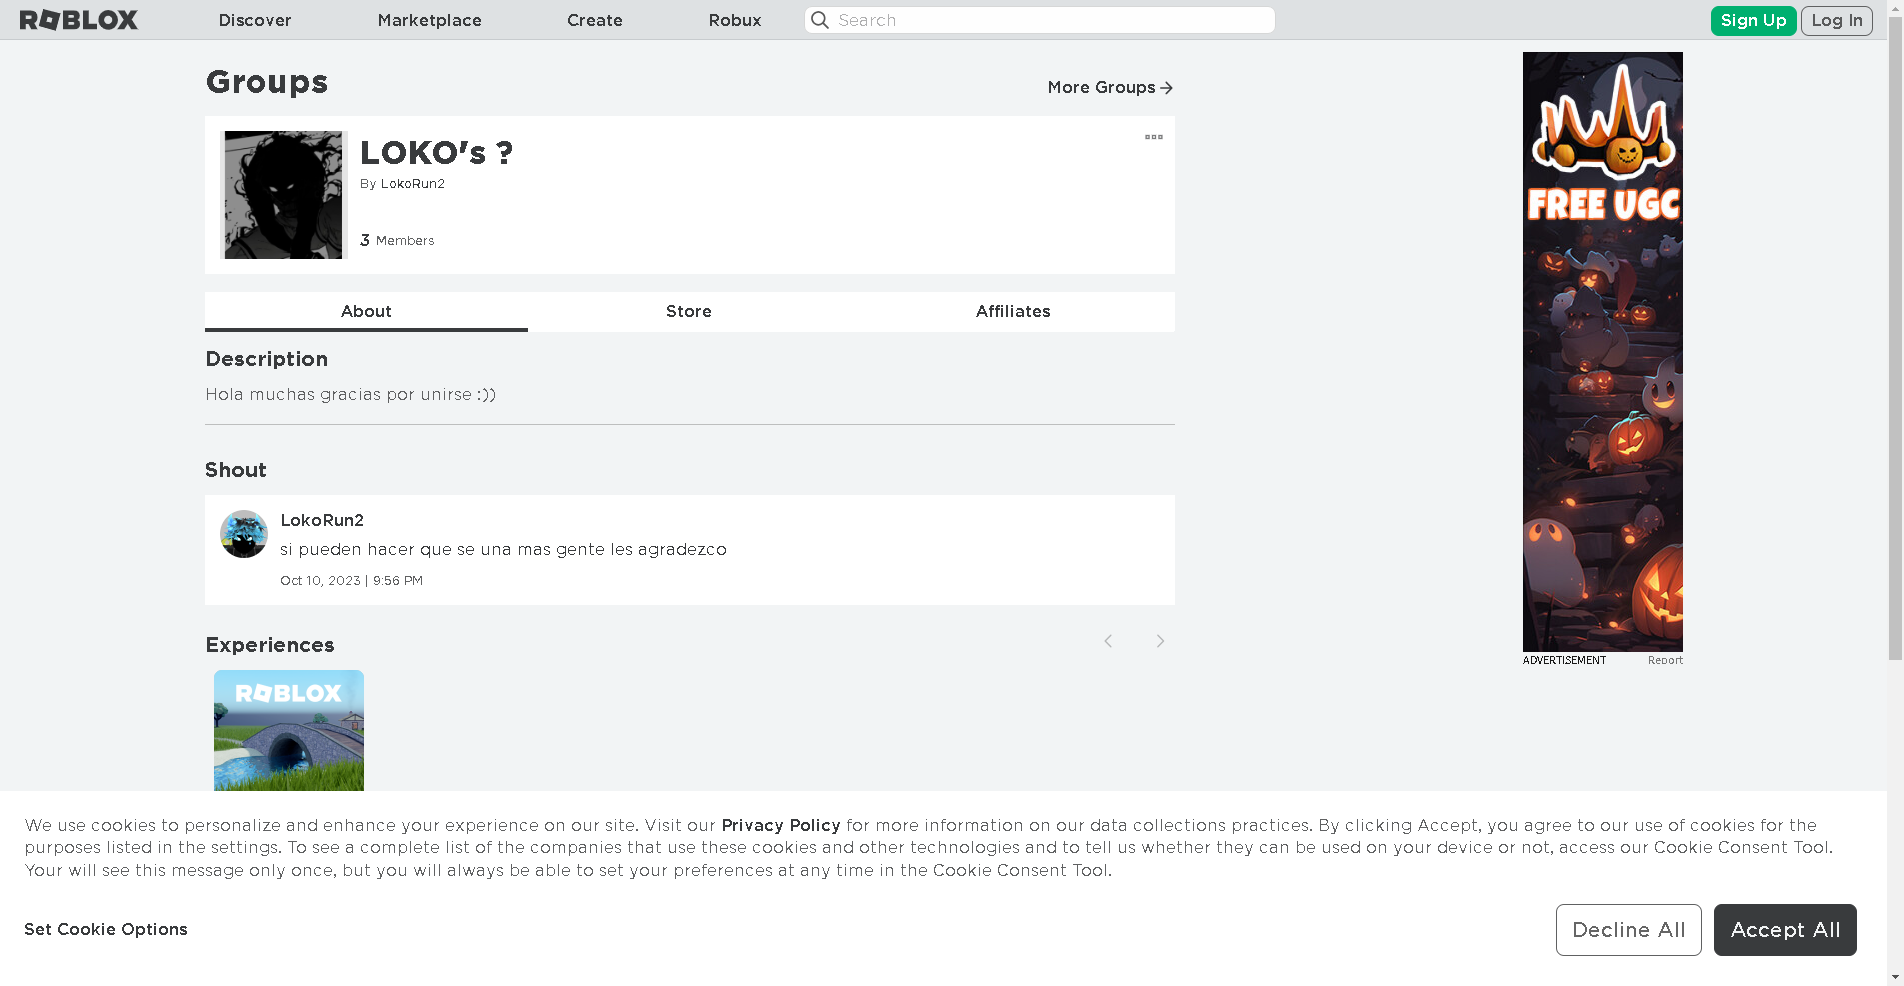 ROBLOX
Discover
Marketplace
Create
Robux
Search
Sign Up
Log In
Groups
More Groups
LOKO's ?
By LokoRun2
3 Members
About
Store
Affiliates
Description
Hola muchas gracias por unirse :))
Shout
LokoRun2
si pueden hacer que se una mas gente les agradezco
Oct 10, 2023 | 9:56 PM
Experiences
ROBLOX
FREE UGC
ADVERTISEMENT
Report
We use cookies to personalize and enhance your experience on our site. Visit our Privacy Policy for more information on our data collections practices. By clicking Accept, you agree to our use of cookies for the
purposes listed in the settings. To see a complete list of the companies that use these cookies and other technologies and to tell us whether they can be used on your device or not, access our Cookie Consent Tool.
Your will see this message only once, but you will always be able to set your preferences at any time in the Cookie Consent Tool.
Set Cookie Options
Decline All
Accept All